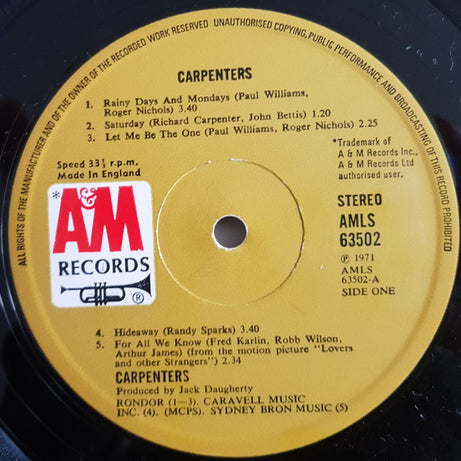 ALL RIGHTS OF THE MANUFACTURER AND OF THE OWNER OF THE RECORDED WORK RESERVED UNAUTHORISED COPYING, PUBLIC PERFORMANCE AND BROADCASTING OF THIS RECORD PROHIBITED
CARPENTERS
1. Rainy Days And Mondays (Paul Williams,
Roger Nichols) 3.40
2. Saturday (Richard Carpenter, John Bettis) 1.20
3. Let Me Be The One (Paul Williams, Roger Nichols) 2.25
Speed 33⅓ r.p.m.
Made in England
*Trademark of
A & M Records Inc.,
A & M Records Ltd
authorised user.
*A&M
RECORDS
®
STEREO
AMLS
63502
℗ 1971
AMLS
63502-A
SIDE ONE
4. Hideaway (Randy Sparks) 3.40
5. For All We Know (Fred Karlin, Robb Wilson,
Arthur James) (from the motion picture "Lovers
and other Strangers") 2.34
CARPENTERS
Produced by Jack Daugherty
RONDOR (1—3). CARAVELL MUSIC
INC. (4). (MCPS). SYDNEY BRON MUSIC (5)